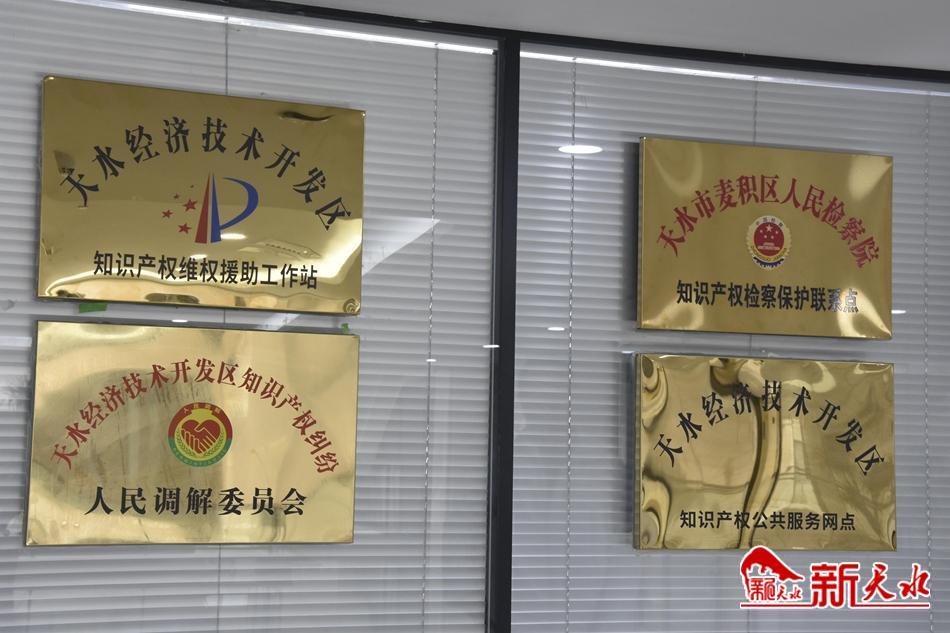 天水经济技术开发区
知识产权维权援助工作站
天水经济技术开发区知识产权纠纷
人民调解委员会
天水市麦积区人民检察院
知识产权检察保护联系点
天水经济技术开发区
知识产权公共服务网点
新天水